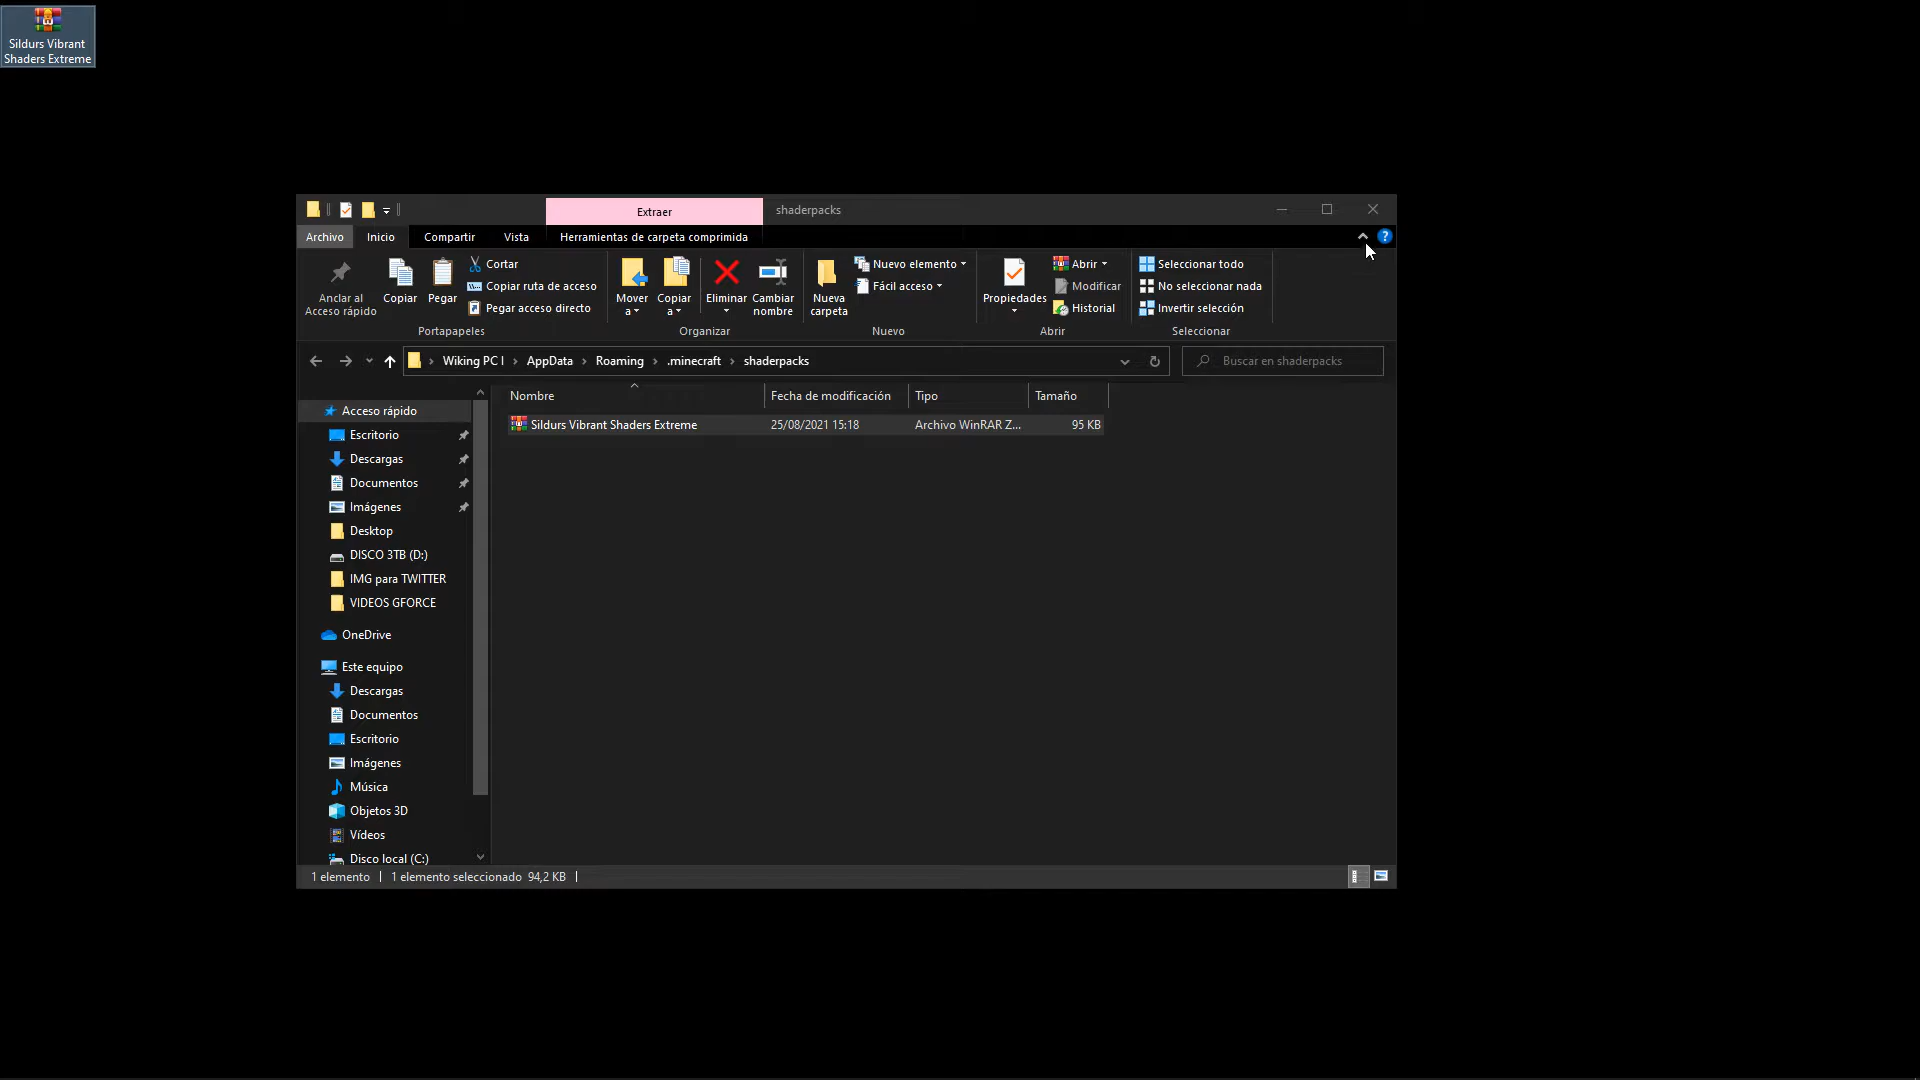 Sildurs Vibrant
Shaders Extreme
Extraer
shaderpacks
Archivo
Inicio
Compartir
Vista
Herramientas de carpeta comprimida
?
Anclar al
Acceso rápido
Copiar
Pegar
Cortar
Copiar ruta de acceso
Pegar acceso directo
Portapapeles
Mover
a
Copiar
a
Eliminar
Cambiar
nombre
Organizar
Nueva
carpeta
Nuevo elemento
Fácil acceso
Nuevo
Propiedades
Abrir
Modificar
Historial
Abrir
Seleccionar todo
No seleccionar nada
Invertir selección
Seleccionar
Wiking PC I > AppData > Roaming > .minecraft > shaderpacks
Buscar en shaderpacks
Nombre Fecha de modificación Tipo Tamaño
Sildurs Vibrant Shaders Extreme 25/08/2021 15:18 Archivo WinRAR Z... 95 KB
Acceso rápido
Escritorio
Descargas
Documentos
Imágenes
Desktop
DISCO 3TB (D:)
IMG para TWITTER
VIDEOS GFORCE
OneDrive
Este equipo
Descargas
Documentos
Escritorio
Imágenes
Música
Objetos 3D
Vídeos
Disco local (C:)
1 elemento | 1 elemento seleccionado 94,2 KB |